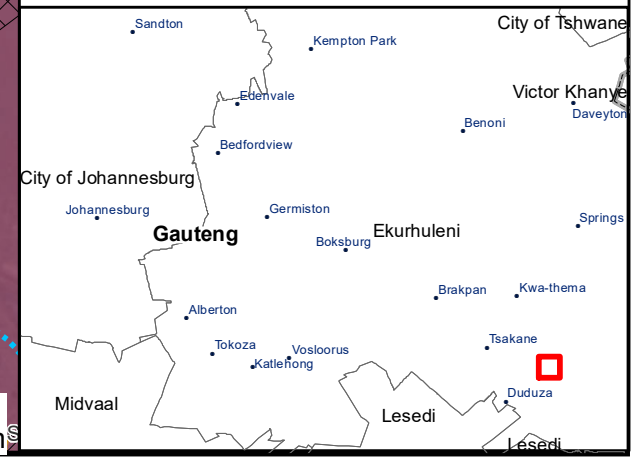 Sandton
City of Tshwane
Kempton Park
Edenvale
Victor Khanye
Daveyton
Benoni
Bedfordview
City of Johannesburg
Johannesburg
Germiston
Springs
Gauteng
Ekurhuleni
Boksburg
Brakpan
Kwa-thema
Alberton
Tsakane
Tokoza
Vosloorus
Katlehong
Duduza
Midvaal
Lesedi
Lesedi